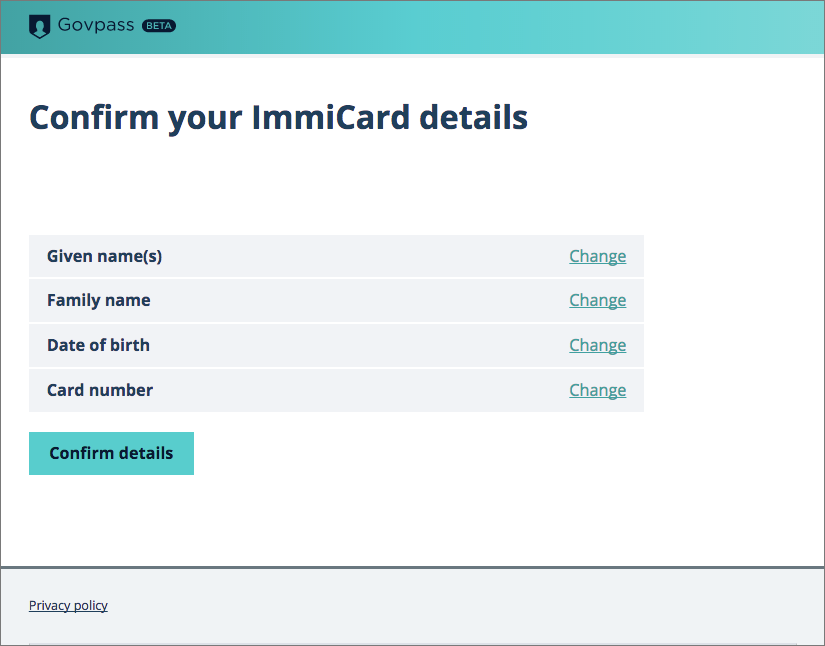 Govpass BETA
Confirm your ImmiCard details
Given name(s) Change
Family name Change
Date of birth Change
Card number Change
Confirm details
Privacy policy